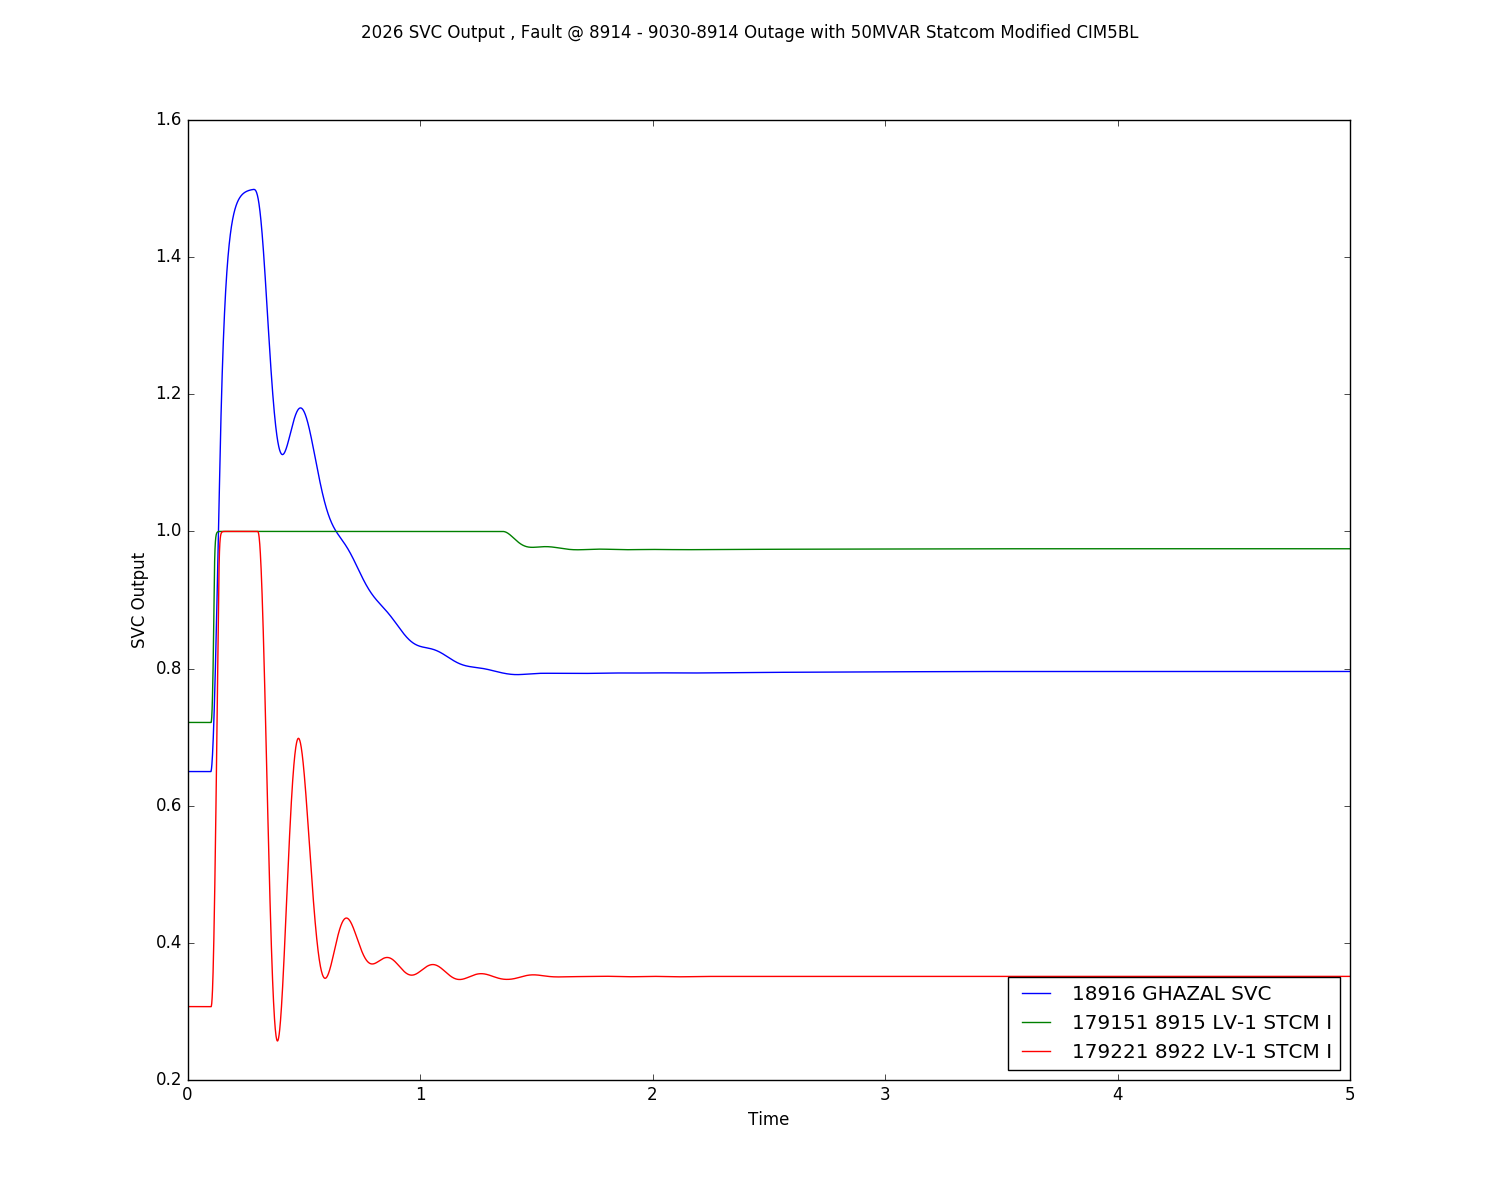 2026 SVC Output , Fault @ 8914 - 9030-8914 Outage with 50MVAR Statcom Modified CIM5BL
1.6
1.4
1.2
1.0
0.8
0.6
0.4
0.2
SVC Output
0 1 2 3 4 5
Time
18916 GHAZAL SVC
179151 8915 LV-1 STCM I
179221 8922 LV-1 STCM I